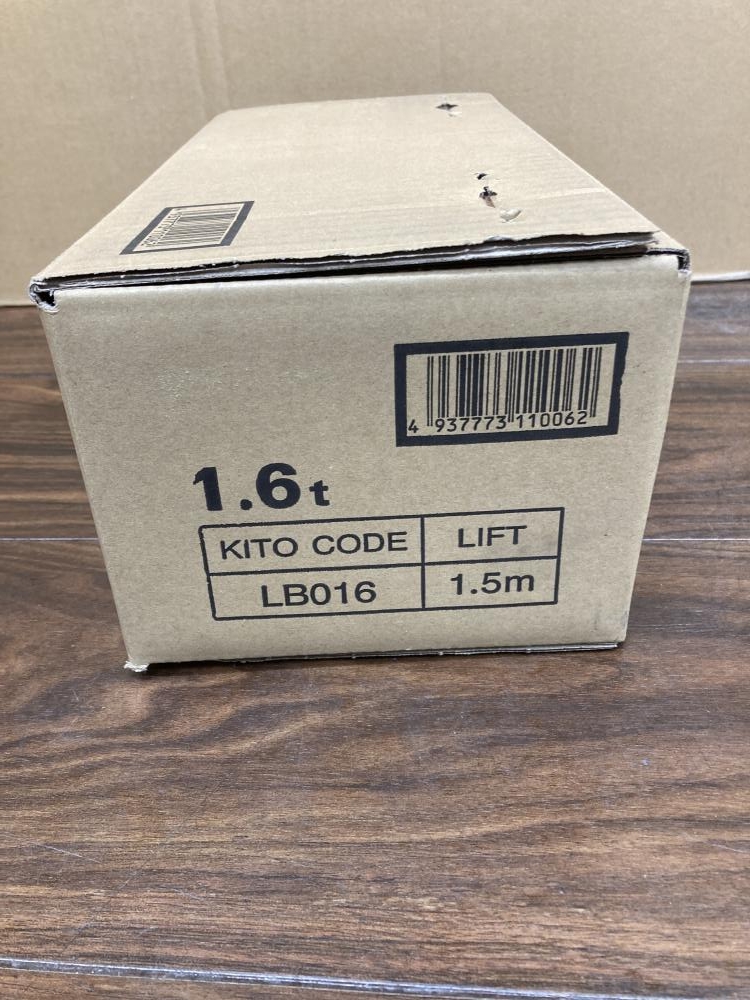 4 937773 110062
1.6t
KITO CODE LIFT
LB016 1.5m